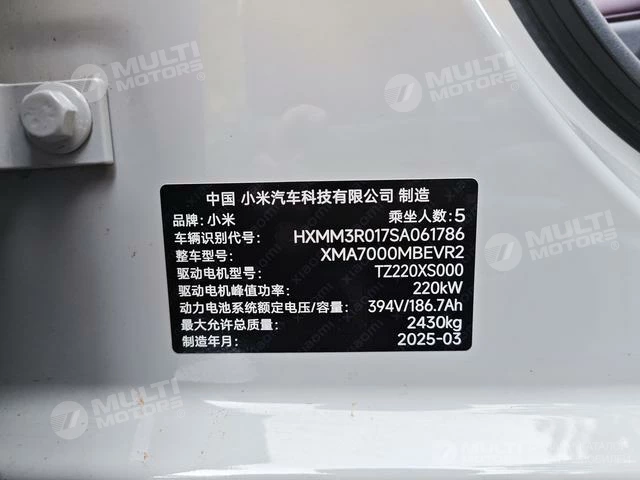 MULTI MOTORS
MULTI MOTORS
中国 小米汽车科技有限公司 制造
品牌: 小米 乘坐人数: 5
车辆识别代号: HXMM3R017SA061786
整车型号: XMA7000MBEVR2
驱动电机型号: TZ220XS000
驱动电机峰值功率: 220kW
动力电池系统额定电压/容量: 394V/186.7Ah
最大允许总质量: 2430kg
制造年月: 2025-03
MULTI MOTORS
MULTI MOTORS